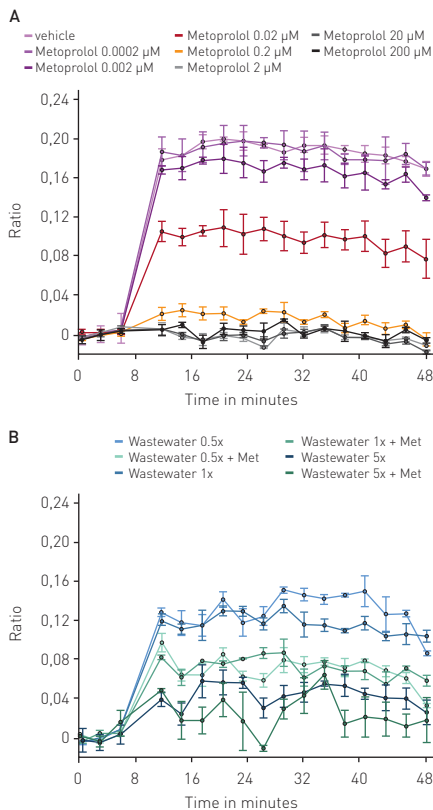 A
vehicle
Metoprolol 0.0002 µM
Metoprolol 0.002 µM
Metoprolol 0.02 µM
Metoprolol 0.2 µM
Metoprolol 2 µM
Metoprolol 20 µM
Metoprolol 200 µM
0,24
0,20
0,16
0,12
0,08
0,04
0
Ratio
0 8 16 24 32 40 48
Time in minutes
B
Wastewater 0.5x
Wastewater 0.5x + Met
Wastewater 1x
Wastewater 1x + Met
Wastewater 5x
Wastewater 5x + Met
0,24
0,20
0,16
0,12
0,08
0,04
0
Ratio
0 8 16 24 32 40 48
Time in minutes